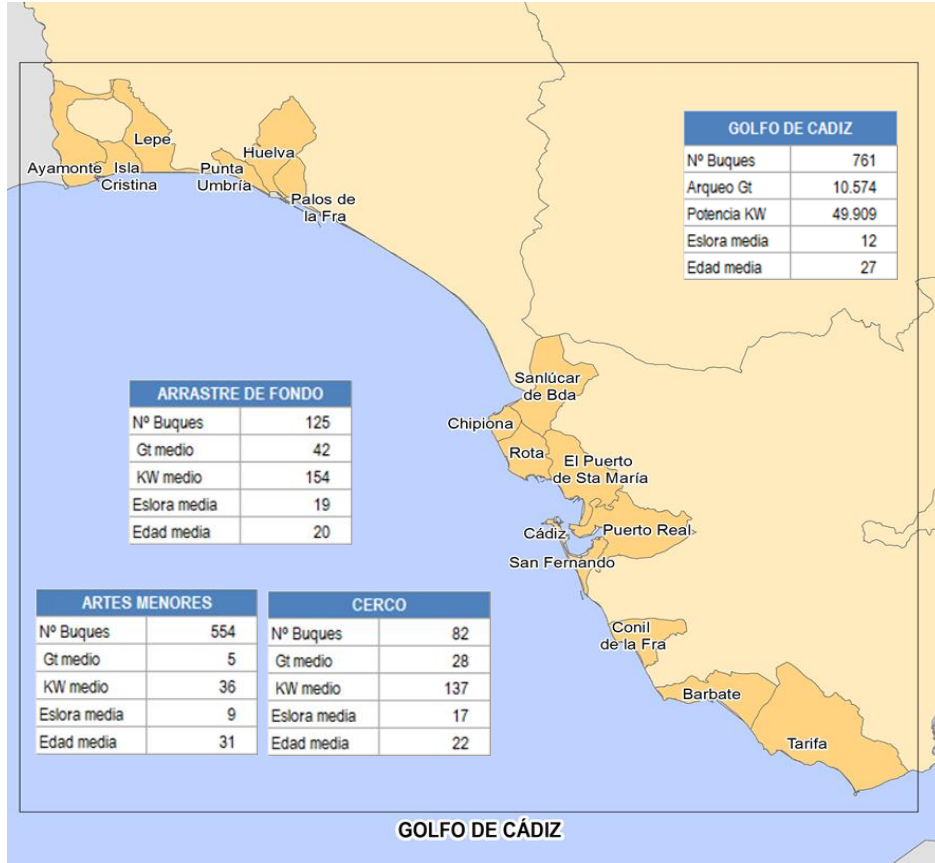 Lepe
Huelva
Ayamonte
Isla
Cristina
Punta
Umbría
Palos de
la Fra
GOLFO DE CADIZ
Nº Buques 761
Arqueo Gt 10.574
Potencia KW 49.909
Eslora media 12
Edad media 27
Sanlúcar
de Bda
Chipiona
Rota
El Puerto
de Sta María
Cádiz
Puerto Real
San Fernando
ARRASTRE DE FONDO
Nº Buques 125
Gt medio 42
KW medio 154
Eslora media 19
Edad media 20
ARTES MENORES
Nº Buques 554
Gt medio 5
KW medio 36
Eslora media 9
Edad media 31
CERCO
Nº Buques 82
Gt medio 28
KW medio 137
Eslora media 17
Edad media 22
Conil
de la Fra
Barbate
Tarifa
GOLFO DE CÁDIZ